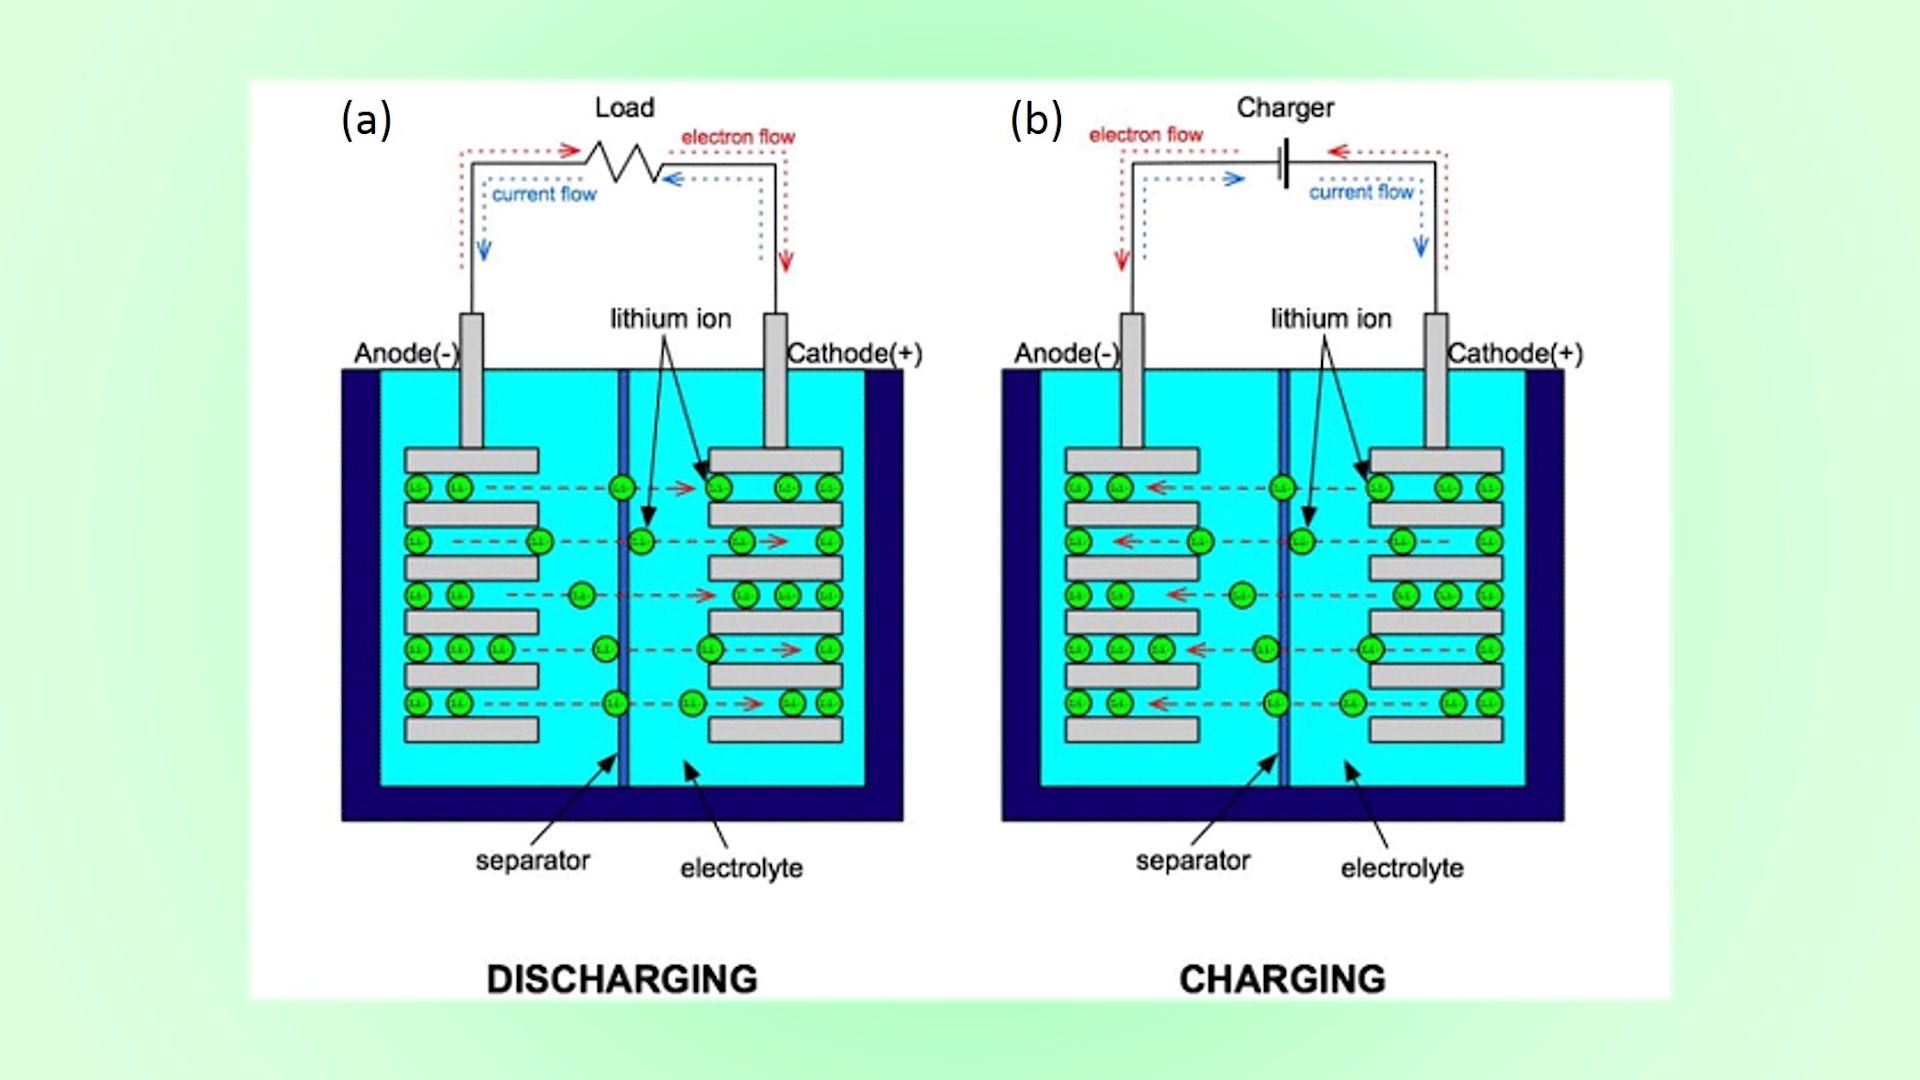 (a)
Load
electron flow
current flow
lithium ion
Anode(-)
Cathode(+)
separator
electrolyte
DISCHARGING
(b)
Charger
electron flow
current flow
lithium ion
Anode(-)
Cathode(+)
separator
electrolyte
CHARGING